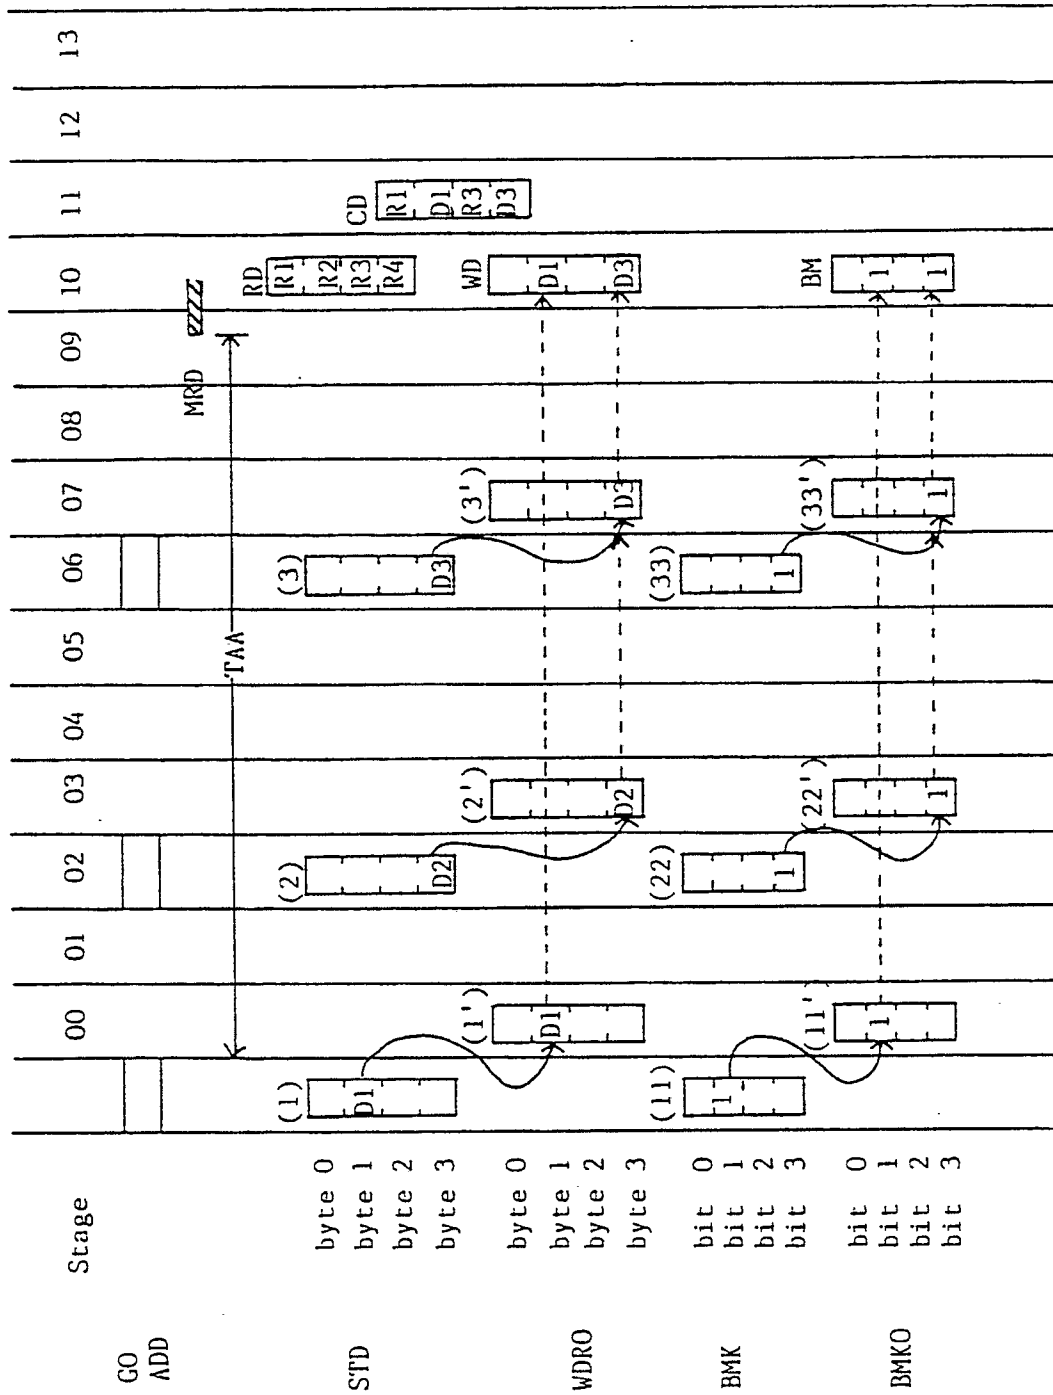 Stage 00 01 02 03 04 05 06 07 08 09 10 11 12 13
GO
ADD
TAA
MRD
STD
byte 0
byte 1
byte 2
byte 3
(1)
D1
(2)
D2
(3)
D3
RD
R1
R2
R3
R4
CD
R1
D1
R3
D3
WDRO
byte 0
byte 1
byte 2
byte 3
(1')
D1
(2')
D2
(3')
D3
WD
D1
D3
BMK
bit 0
bit 1
bit 2
bit 3
(11)
1
(22)
1
(33)
1
BMKO
bit 0
bit 1
bit 2
bit 3
(11')
1
(22')
1
(33')
1
BM
1
1